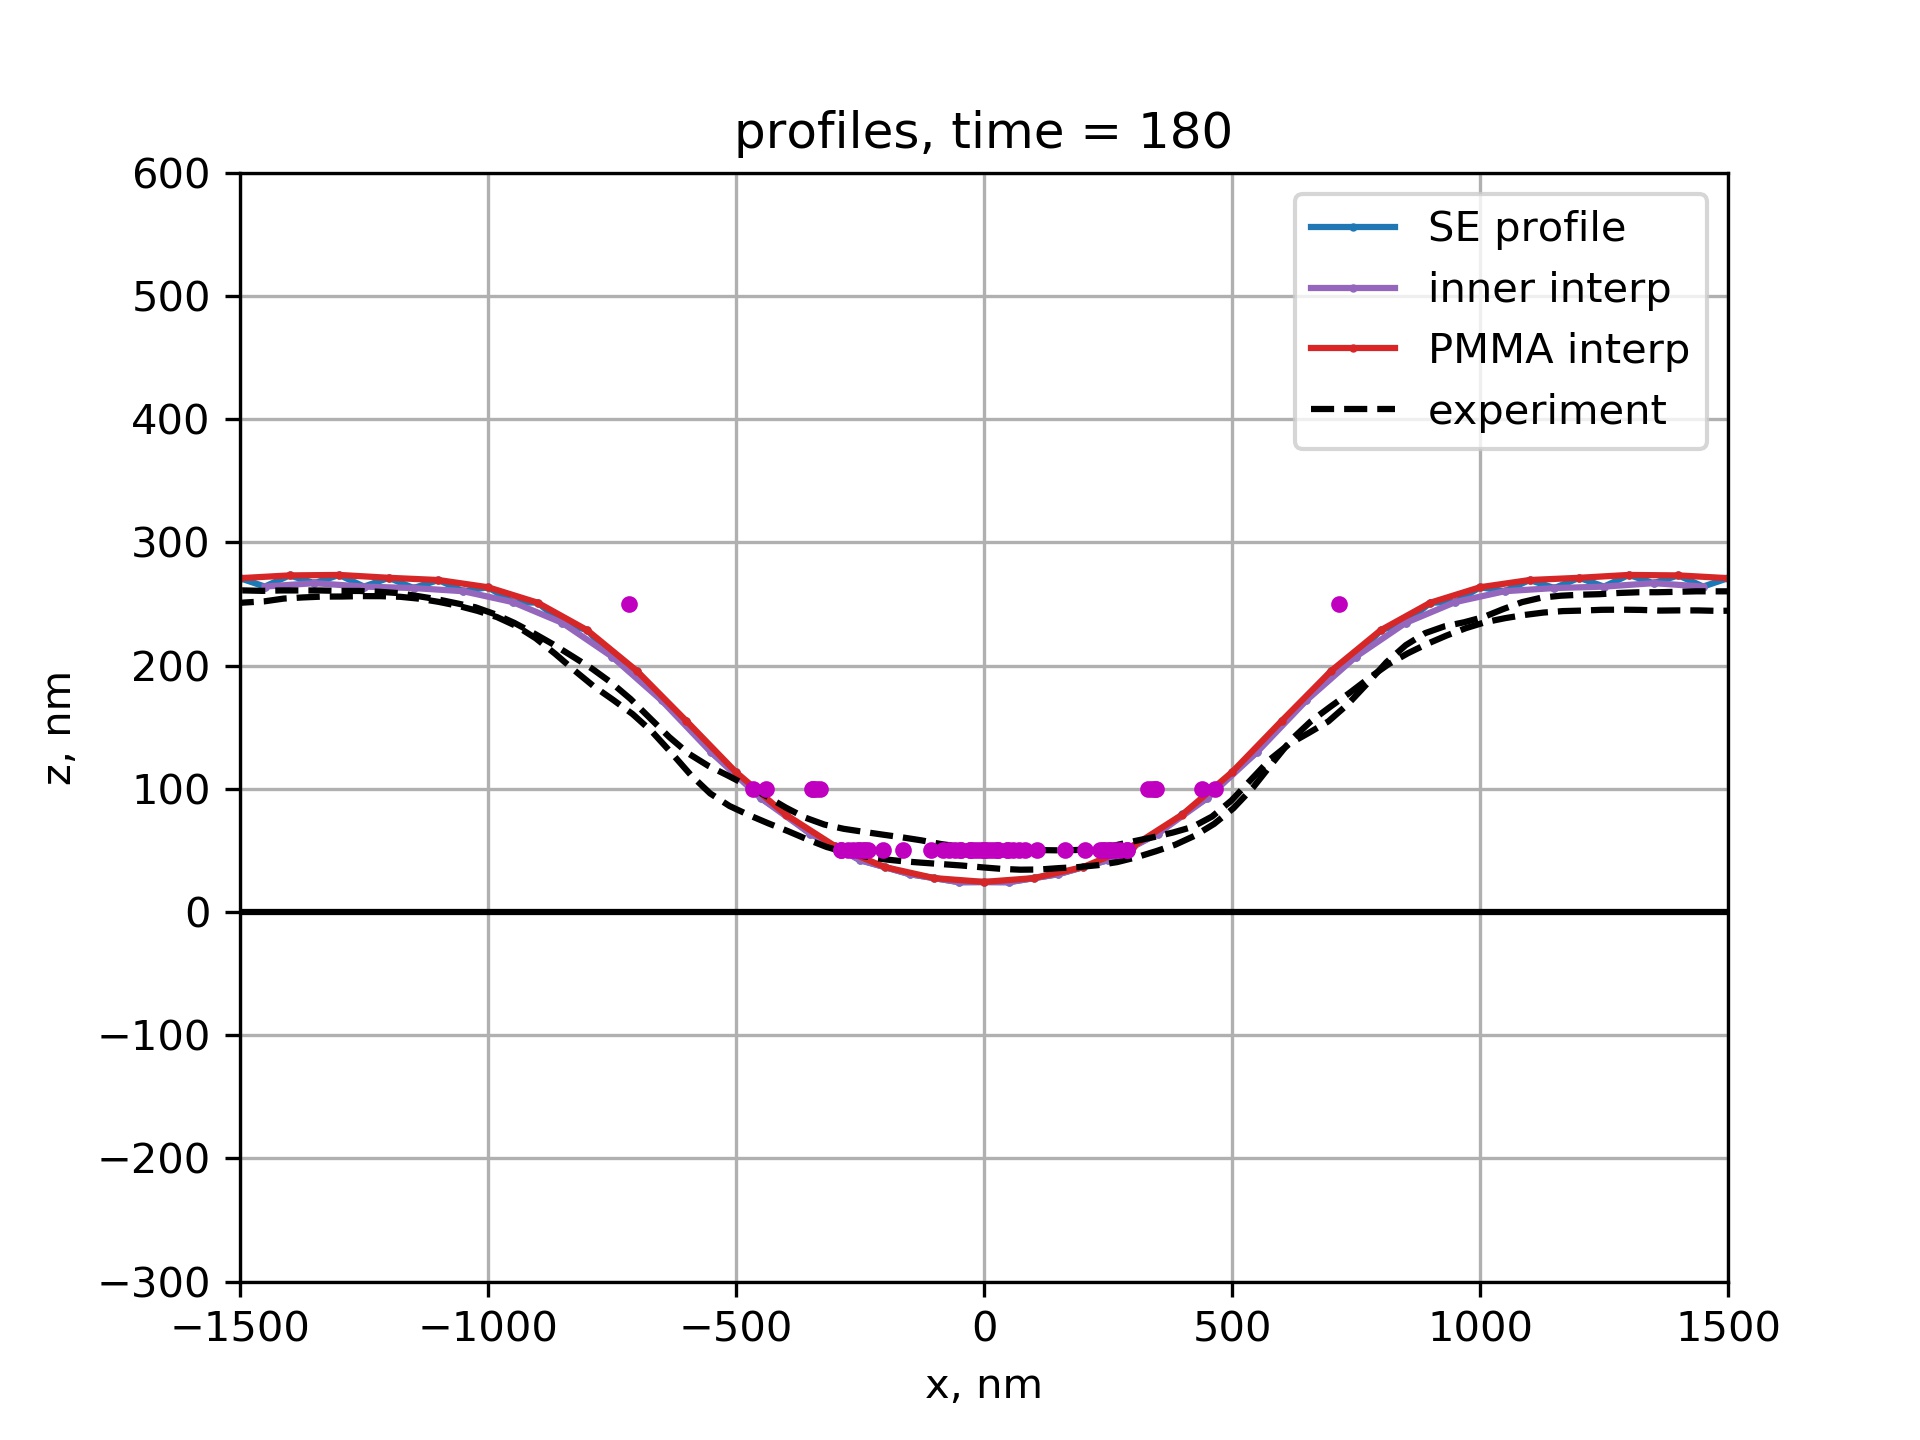 profiles, time = 180
600
500
400
300
200
100
0
−100
−200
−300
z, nm
SE profile
inner interp
PMMA interp
experiment
−1500 −1000 −500 0 500 1000 1500
x, nm